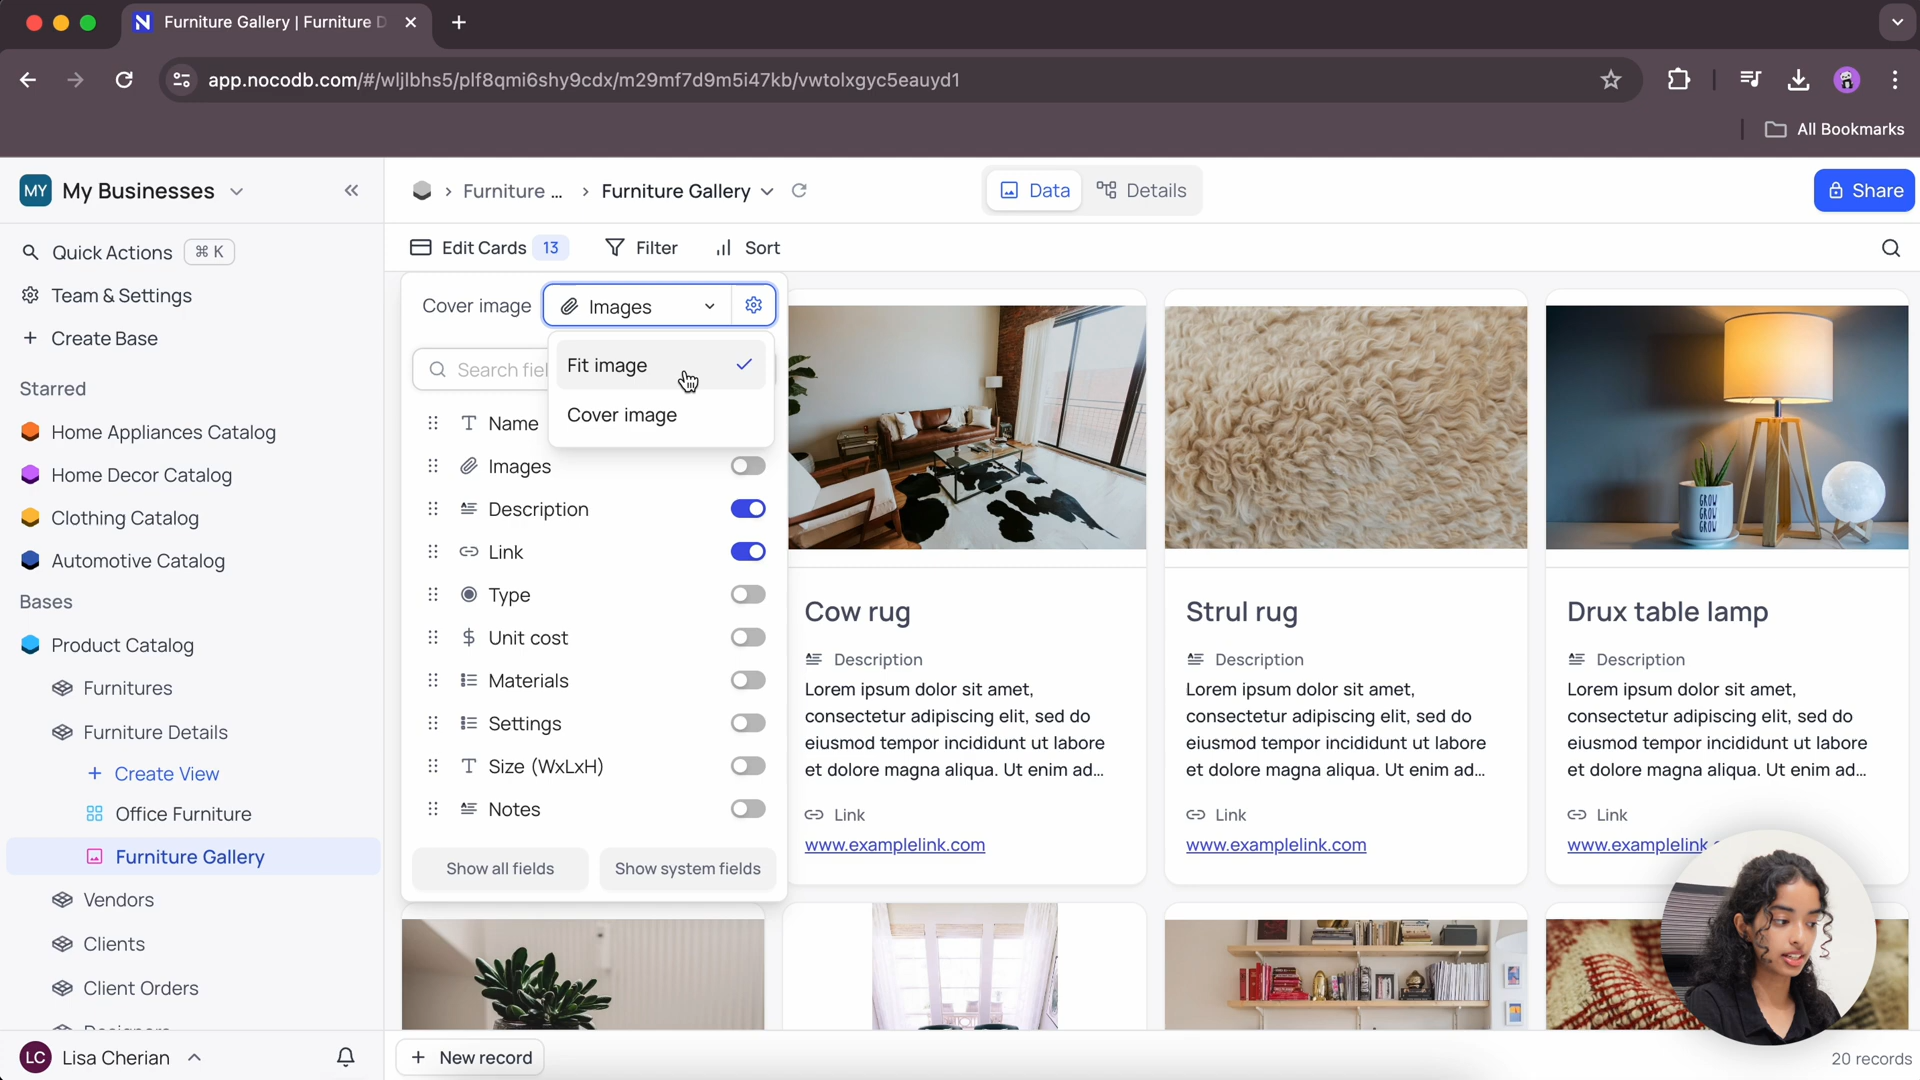 Furniture Gallery | Furniture D
app.nocodb.com/#/wljlbhs5/plf8qmi6shy9cdx/m29mf7d9m5i47kb/vwtolxgyc5eauyd1
All Bookmarks
MY My Businesses
Furniture ... › Furniture Gallery
Data
Details
Share
Quick Actions ⌘ K
Team & Settings
+ Create Base
Starred
Home Appliances Catalog
Home Decor Catalog
Clothing Catalog
Automotive Catalog
Bases
Product Catalog
Furnitures
Furniture Details
+ Create View
Office Furniture
Furniture Gallery
Vendors
Clients
Client Orders
LC Lisa Cherian
Edit Cards 13
Filter
Sort
Cover image
Images
Fit image
Cover image
Search fiel
Name
Images
Description
Link
Type
Unit cost
Materials
Settings
Size (WxLxH)
Notes
Show all fields
Show system fields
Cow rug
Description
Lorem ipsum dolor sit amet,
consectetur adipiscing elit, sed do
eiusmod tempor incididunt ut labore
et dolore magna aliqua. Ut enim ad...
Link
www.examplelink.com
Strul rug
Description
Lorem ipsum dolor sit amet,
consectetur adipiscing elit, sed do
eiusmod tempor incididunt ut labore
et dolore magna aliqua. Ut enim ad...
Link
www.examplelink.com
GROW
GROW
GROW
Drux table lamp
Description
Lorem ipsum dolor sit amet,
consectetur adipiscing elit, sed do
eiusmod tempor incididunt ut labore
et dolore magna aliqua. Ut enim ad...
Link
www.examplelink
+ New record
20 records